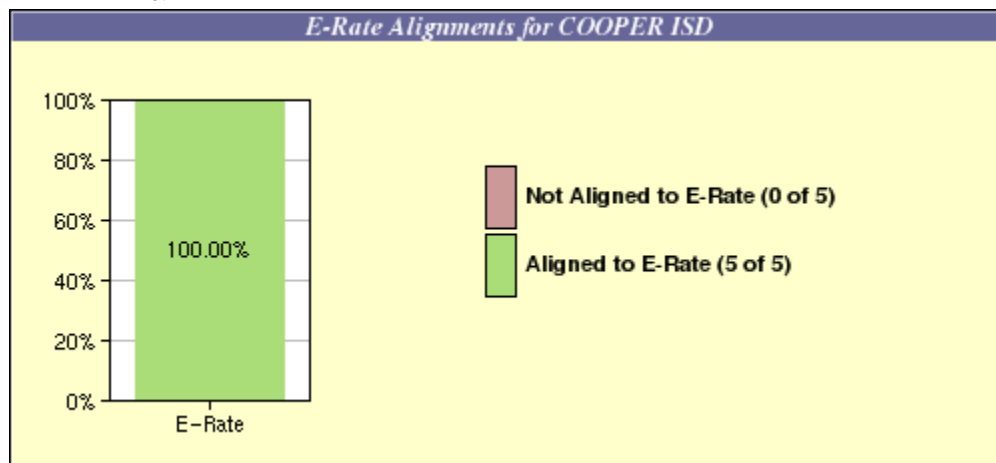 E-Rate Alignments for COOPER ISD
100%
80%
60%
40%
20%
0%
100.00%
E-Rate
Not Aligned to E-Rate (0 of 5)
Aligned to E-Rate (5 of 5)